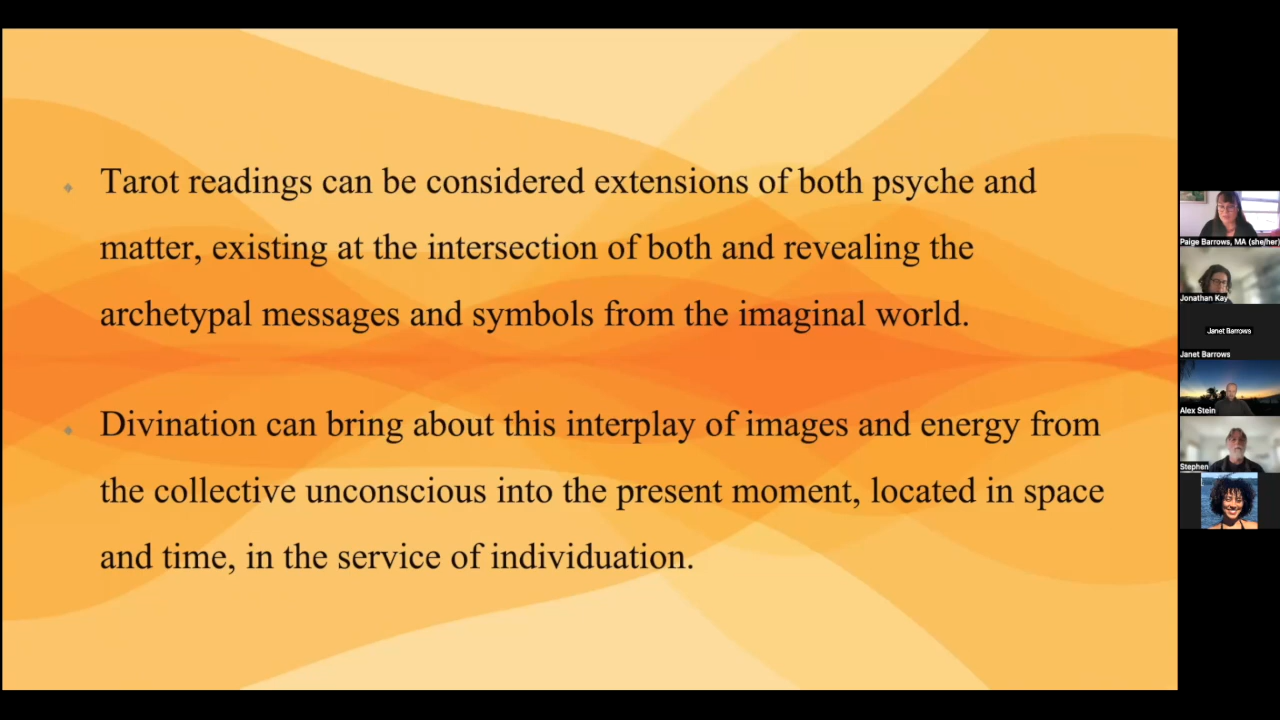 Tarot readings can be considered extensions of both psyche and
matter, existing at the intersection of both and revealing the
archetypal messages and symbols from the imaginal world.
Divination can bring about this interplay of images and energy from
the collective unconscious into the present moment, located in space
and time, in the service of individuation.
Paige Barrows, MA (she/her)
Jonathan Kay
Janet Barrows
Janet Barrows
Alex Stein
Stephen